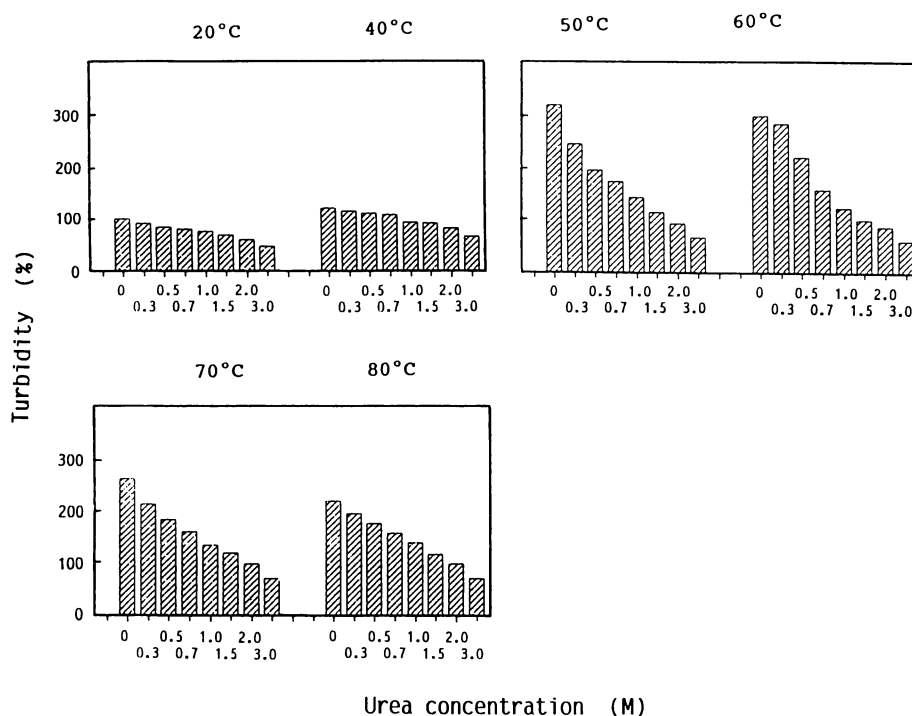 20°C 40°C 50°C 60°C
300
200
100
0
0 0.5 1.0 2.0 0 0.5 1.0 2.0 0 0.5 1.0 2.0 0 0.5 1.0 2.0
0.3 0.7 1.5 3.0 0.3 0.7 1.5 3.0 0.3 0.7 1.5 3.0 0.3 0.7 1.5 3.0
Turbidity (%)
70°C 80°C
300
200
100
0
0 0.5 1.0 2.0 0 0.5 1.0 2.0
0.3 0.7 1.5 3.0 0.3 0.7 1.5 3.0
Urea concentration (M)